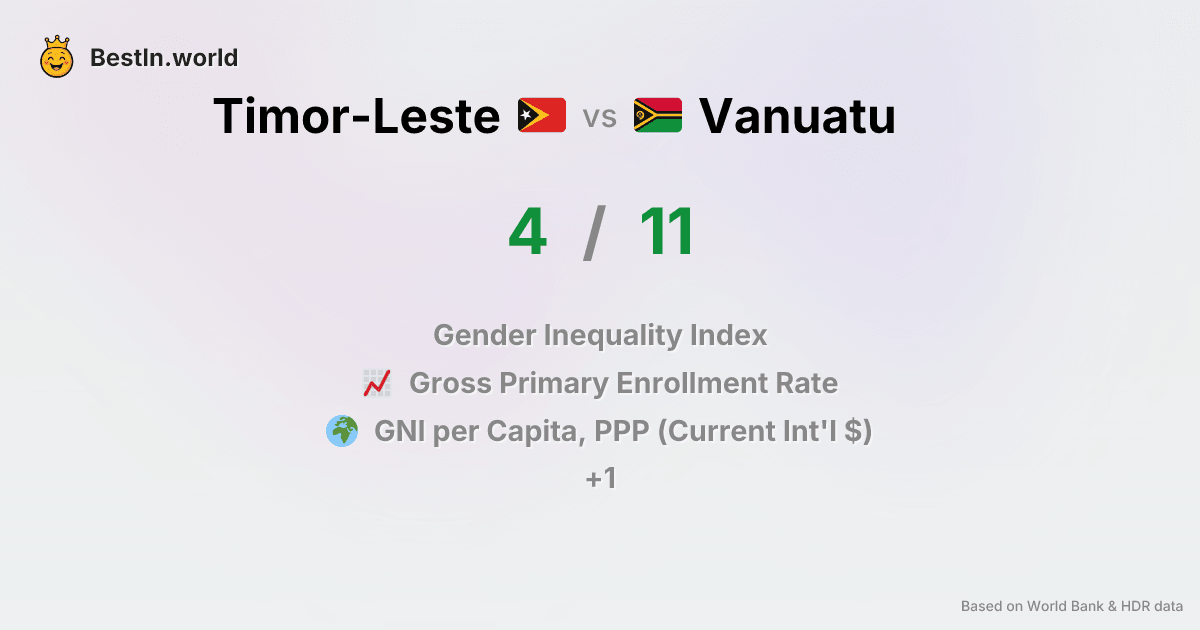 BestIn.world
Timor-Leste vs Vanuatu
4 / 11
Gender Inequality Index
Gross Primary Enrollment Rate
GNI per Capita, PPP (Current Int'l $)
+1
Based on World Bank & HDR data